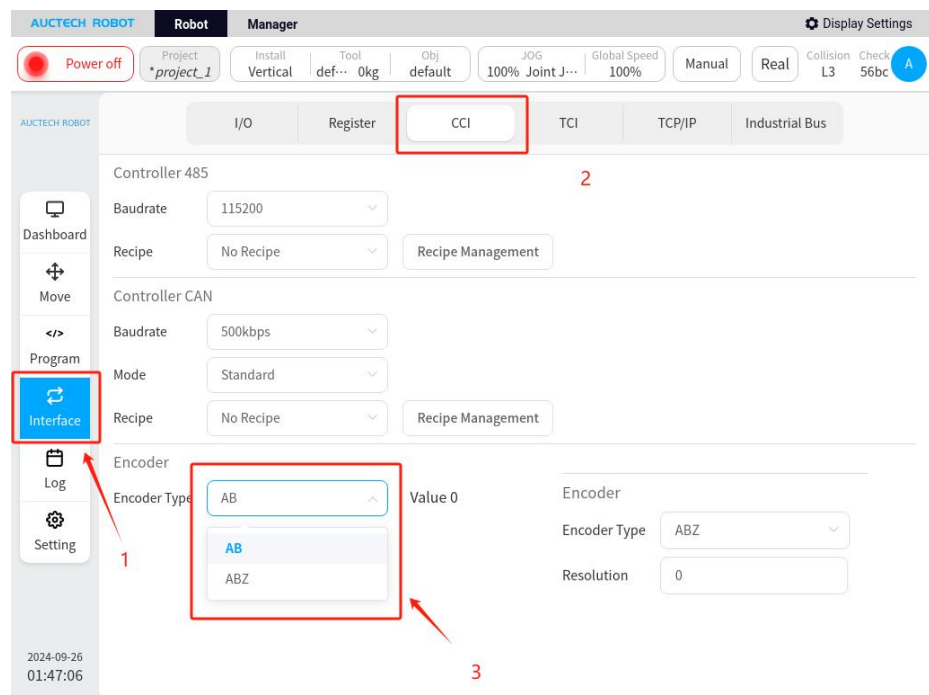 AUCTECH ROBOT Robot Manager Display Settings
Power off Project *project_1 Install Vertical Tool def··· 0kg Obj default JOG 100% Joint J··· Global Speed 100% Manual Real Collision L3 Check 56bc A
AUCTECH ROBOT I/O Register CCI TCI TCP/IP Industrial Bus
2
Controller 485
Baudrate 115200
Recipe No Recipe Recipe Management
Controller CAN
Baudrate 500kbps
Mode Standard
Recipe No Recipe Recipe Management
Dashboard
Move
</>
Program
Interface
Log
Setting
1
Encoder
Encoder Type AB Value 0
AB
ABZ
3
Encoder
Encoder Type ABZ
Resolution 0
2024-09-26
01:47:06